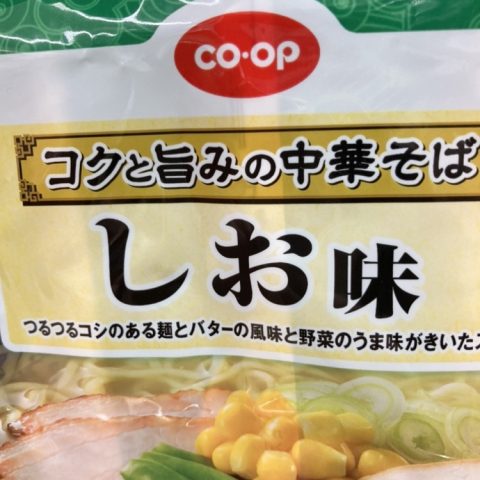 CO·OP
コクと旨みの中華そば
しお味
つるつるコシのある麺とバターの風味と野菜のうま味がきいた